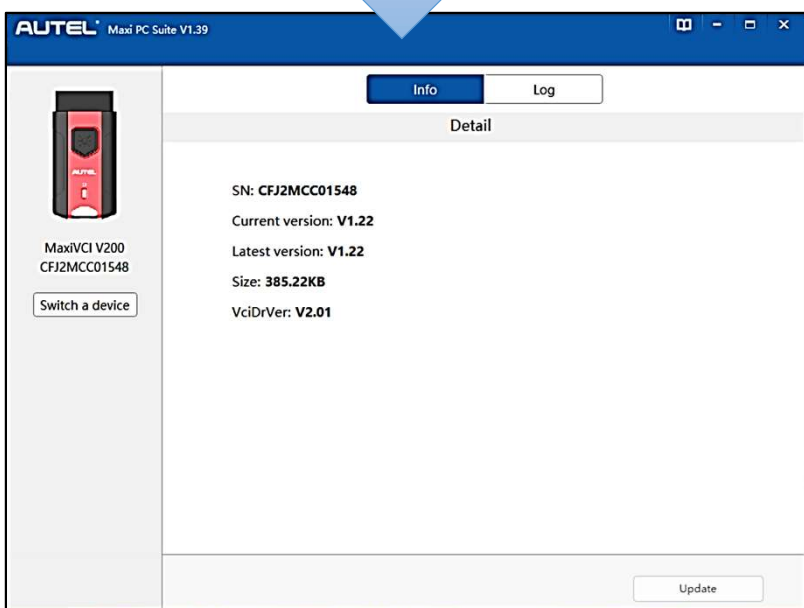 AUTEL Maxi PC Suite V1.39
Info Log
Detail
AUTEL
SN: CFJ2MCC01548
Current version: V1.22
MaxiVCI V200
Latest version: V1.22
CFJ2MCC01548
Size: 385.22KB
Switch a device
VciDrVer: V2.01
Update